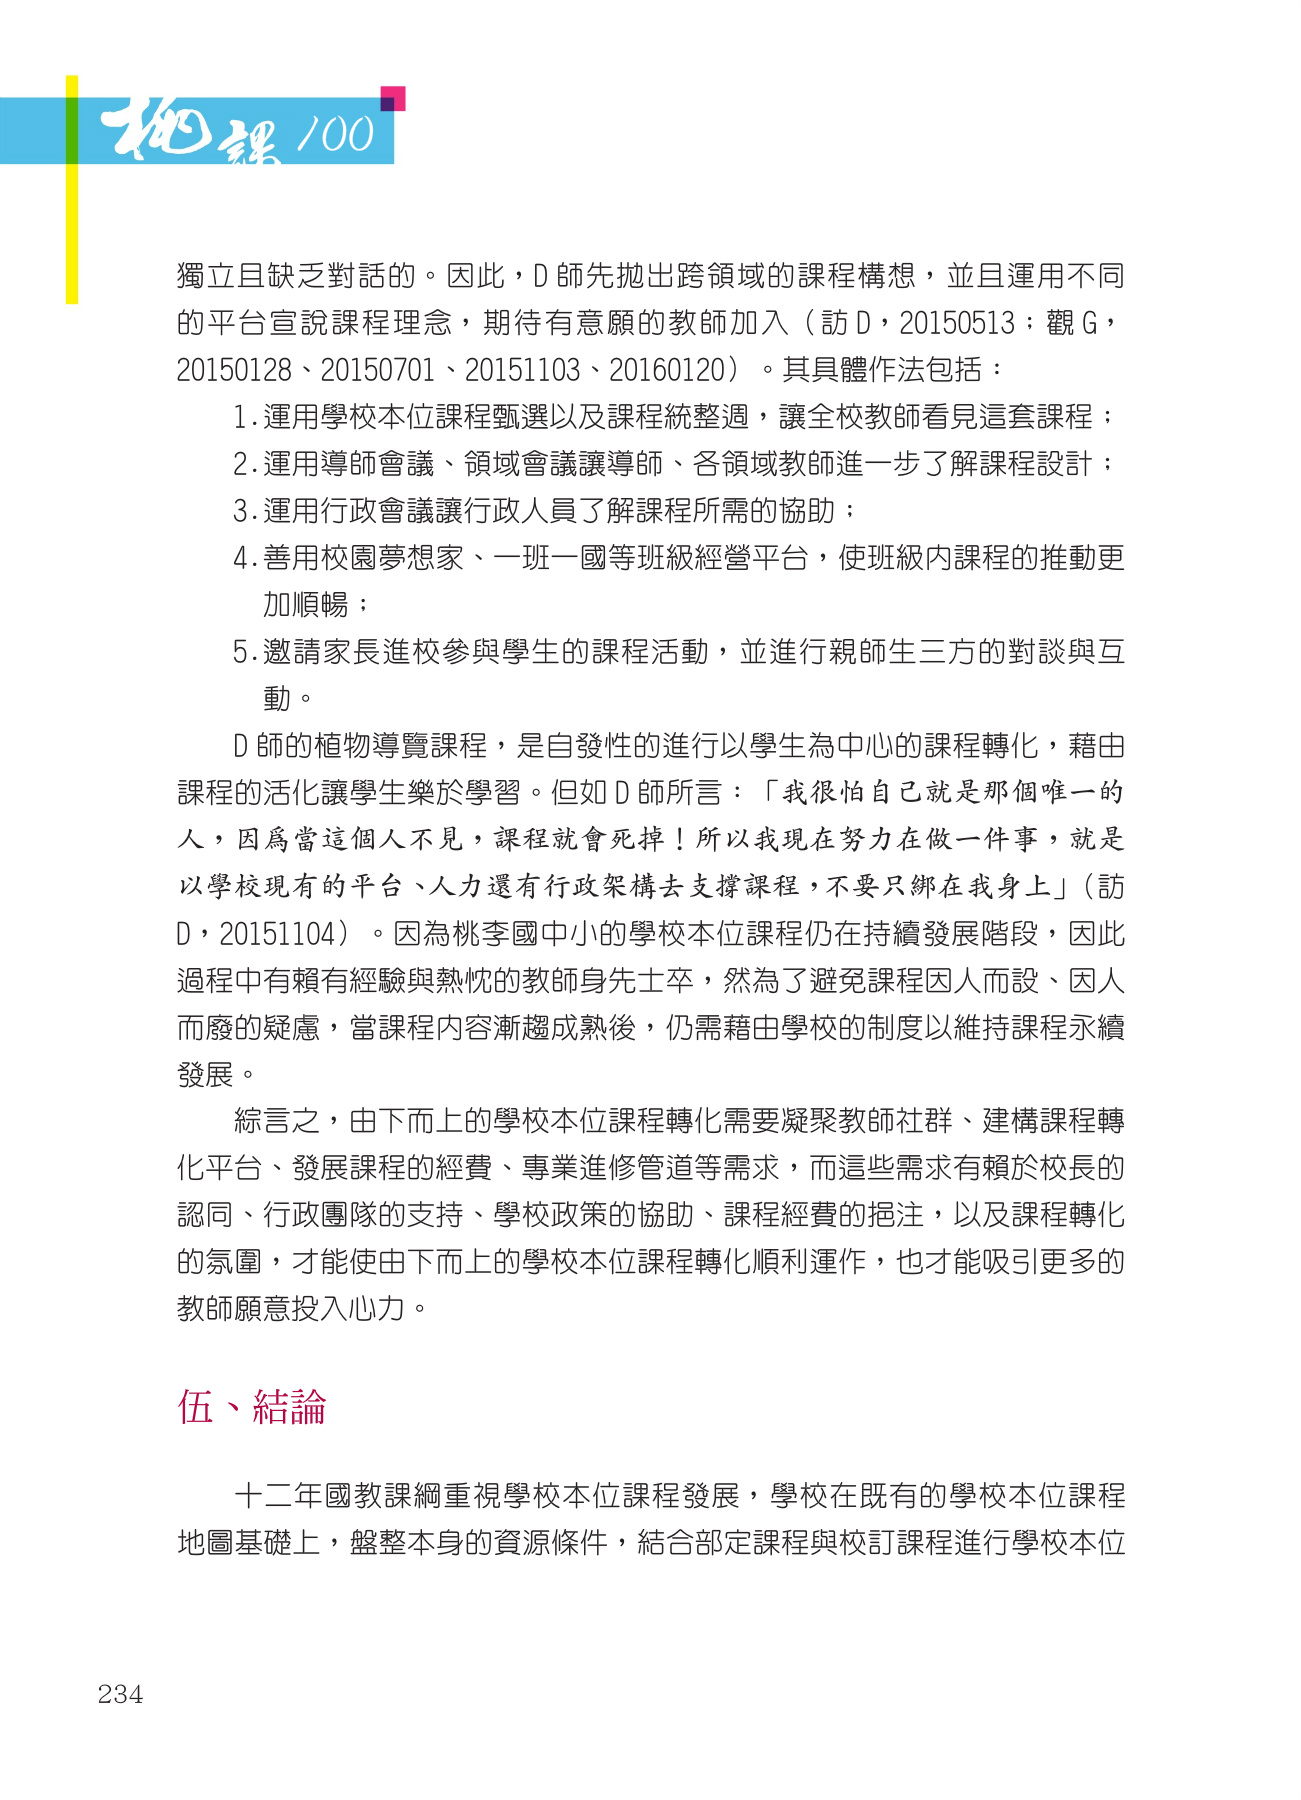 桃課100
獨立且缺乏對話的。因此，D 師先拋出跨領域的課程構想，並且運用不同
的平台宣說課程理念，期待有意願的教師加入（訪 D，20150513；觀 G，
20150128、20150701、20151103、20160120）。其具體作法包括：
1.運用學校本位課程甄選以及課程統整週，讓全校教師看見這套課程；
2.運用導師會議、領域會議讓導師、各領域教師進一步了解課程設計；
3.運用行政會議讓行政人員了解課程所需的協助；
4.善用校園夢想家、一班一國等班級經營平台，使班級內課程的推動更
加順暢；
5.邀請家長進校參與學生的課程活動，並進行親師生三方的對談與互
動。
D 師的植物導覽課程，是自發性的進行以學生為中心的課程轉化，藉由
課程的活化讓學生樂於學習。但如 D 師所言：「我很怕自己就是那個唯一的
人，因為當這個人不見，課程就會死掉！所以我現在努力在做一件事，就是
以學校現有的平台、人力還有行政架構去支撐課程，不要只綁在我身上」（訪
D，20151104）。因為桃李國中小的學校本位課程仍在持續發展階段，因此
過程中有賴有經驗與熱忱的教師身先士卒，然為了避免課程因人而設、因人
而廢的疑慮，當課程內容漸趨成熟後，仍需藉由學校的制度以維持課程永續
發展。
綜言之，由下而上的學校本位課程轉化需要凝聚教師社群、建構課程轉
化平台、發展課程的經費、專業進修管道等需求，而這些需求有賴於校長的
認同、行政團隊的支持、學校政策的協助、課程經費的挹注，以及課程轉化
的氛圍，才能使由下而上的學校本位課程轉化順利運作，也才能吸引更多的
教師願意投入心力。
伍、結論
十二年國教課綱重視學校本位課程發展，學校在既有的學校本位課程
地圖基礎上，盤整本身的資源條件，結合部定課程與校訂課程進行學校本位
234